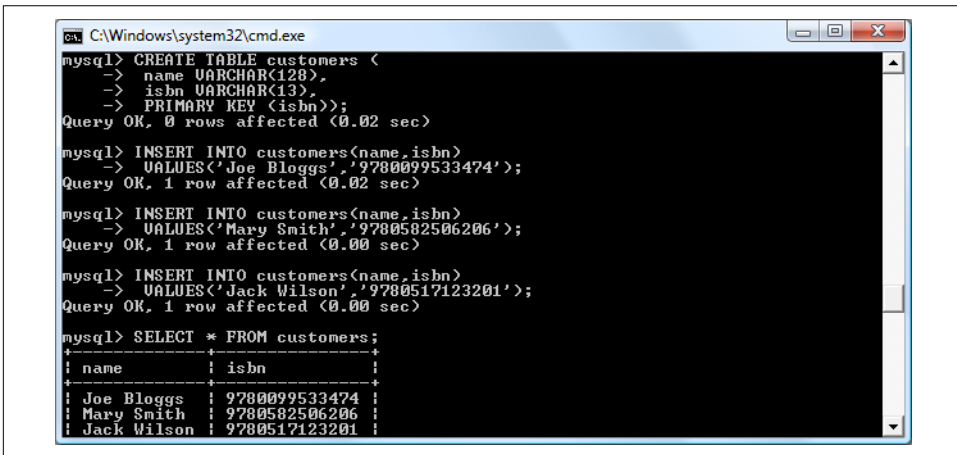 C:\Windows\system32\cmd.exe
mysql> CREATE TABLE customers (
    ->  name VARCHAR(128),
    ->  isbn VARCHAR(13),
    ->  PRIMARY KEY (isbn));
Query OK, 0 rows affected (0.02 sec)

mysql> INSERT INTO customers(name,isbn)
    ->  VALUES('Joe Bloggs','9780099533474');
Query OK, 1 row affected (0.02 sec)

mysql> INSERT INTO customers(name,isbn)
    ->  VALUES('Mary Smith','9780582506206');
Query OK, 1 row affected (0.00 sec)

mysql> INSERT INTO customers(name,isbn)
    ->  VALUES('Jack Wilson','9780517123201');
Query OK, 1 row affected (0.00 sec)

mysql> SELECT * FROM customers;
+-------------+---------------+
| name        | isbn          |
+-------------+---------------+
| Joe Bloggs  | 9780099533474 |
| Mary Smith  | 9780582506206 |
| Jack Wilson | 9780517123201 |